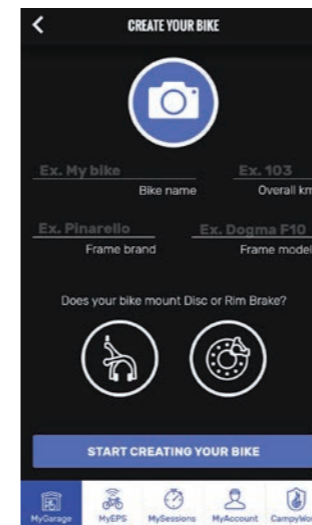 CREATE YOUR BIKE
Ex. My bike Ex. 103
Bike name Overall km
Ex. Pinarello Ex. Dogma F10
Frame brand Frame model
Does your bike mount Disc or Rim Brake?
START CREATING YOUR BIKE
MyGarage MyEPS MySessions MyAccount CampyWor